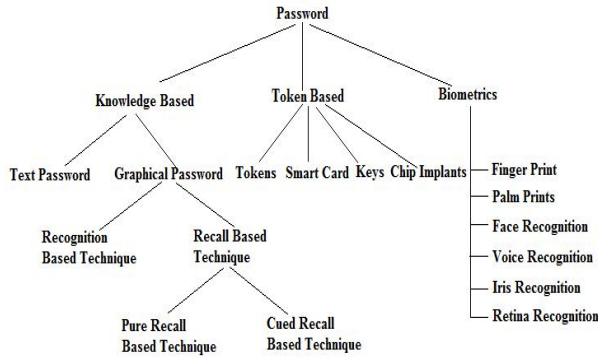 Password
Knowledge Based
Token Based
Biometrics
Text Password
Graphical Password
Tokens
Smart Card
Keys
Chip Implants
Finger Print
Palm Prints
Face Recognition
Voice Recognition
Iris Recognition
Retina Recognition
Recognition
Based Technique
Recall Based
Technique
Pure Recall
Based Technique
Cued Recall
Based Technique